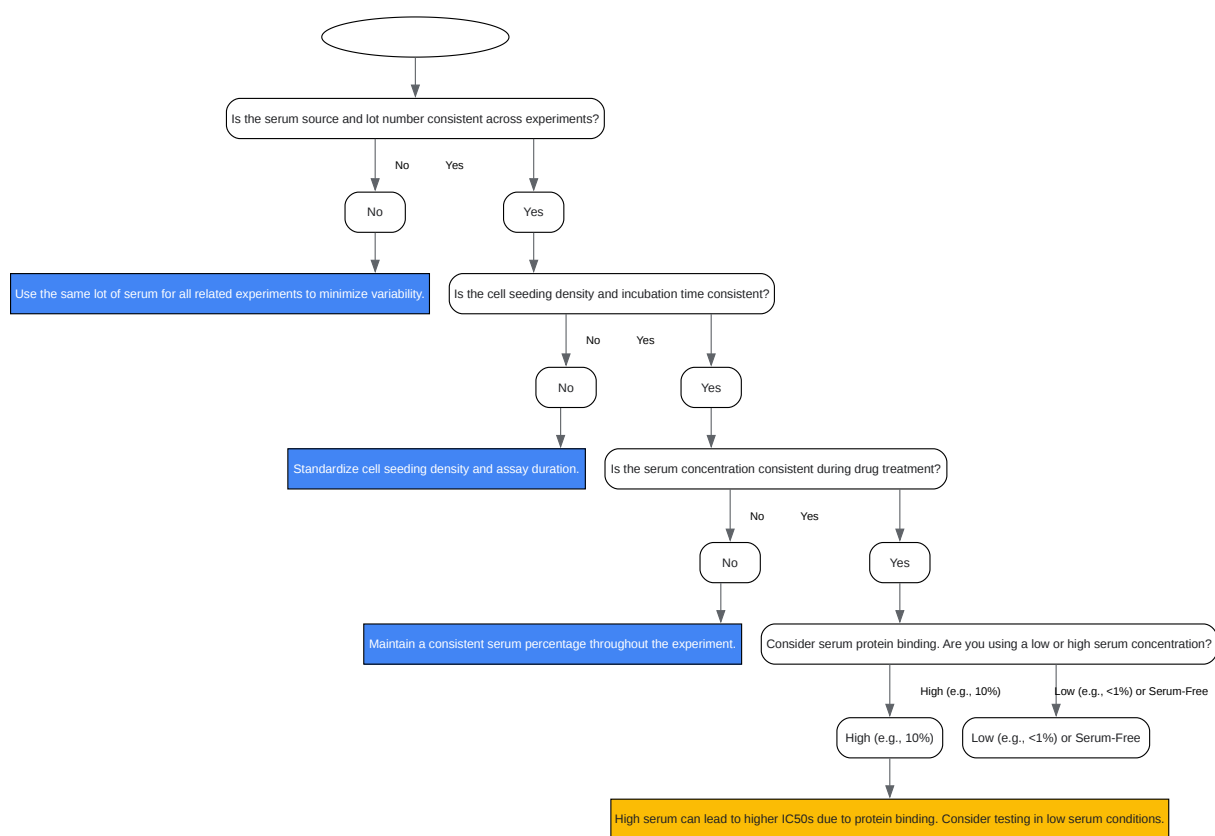 Is the serum source and lot number consistent across experiments?
No
Yes
No
Yes
Use the same lot of serum for all related experiments to minimize variability.
Is the cell seeding density and incubation time consistent?
No
Yes
No
Yes
Standardize cell seeding density and assay duration.
Is the serum concentration consistent during drug treatment?
No
Yes
No
Yes
Maintain a consistent serum percentage throughout the experiment.
Consider serum protein binding. Are you using a low or high serum concentration?
High (e.g., 10%)
Low (e.g., <1%) or Serum-Free
High (e.g., 10%)
Low (e.g., <1%) or Serum-Free
High serum can lead to higher IC50s due to protein binding. Consider testing in low serum conditions.